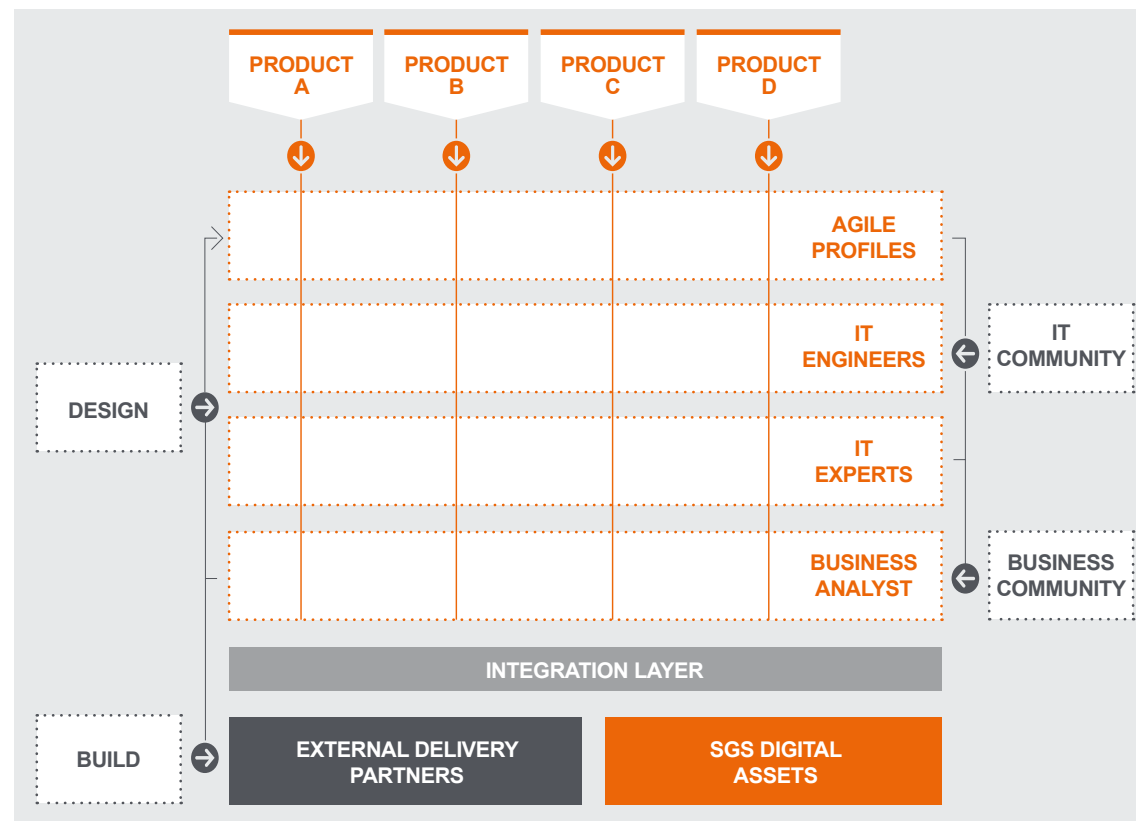 PRODUCT
A
PRODUCT
B
PRODUCT
C
PRODUCT
D
AGILE
PROFILES
IT
ENGINEERS
IT
COMMUNITY
DESIGN
IT
EXPERTS
BUSINESS
ANALYST
BUSINESS
COMMUNITY
INTEGRATION LAYER
BUILD
EXTERNAL DELIVERY
PARTNERS
SGS DIGITAL
ASSETS